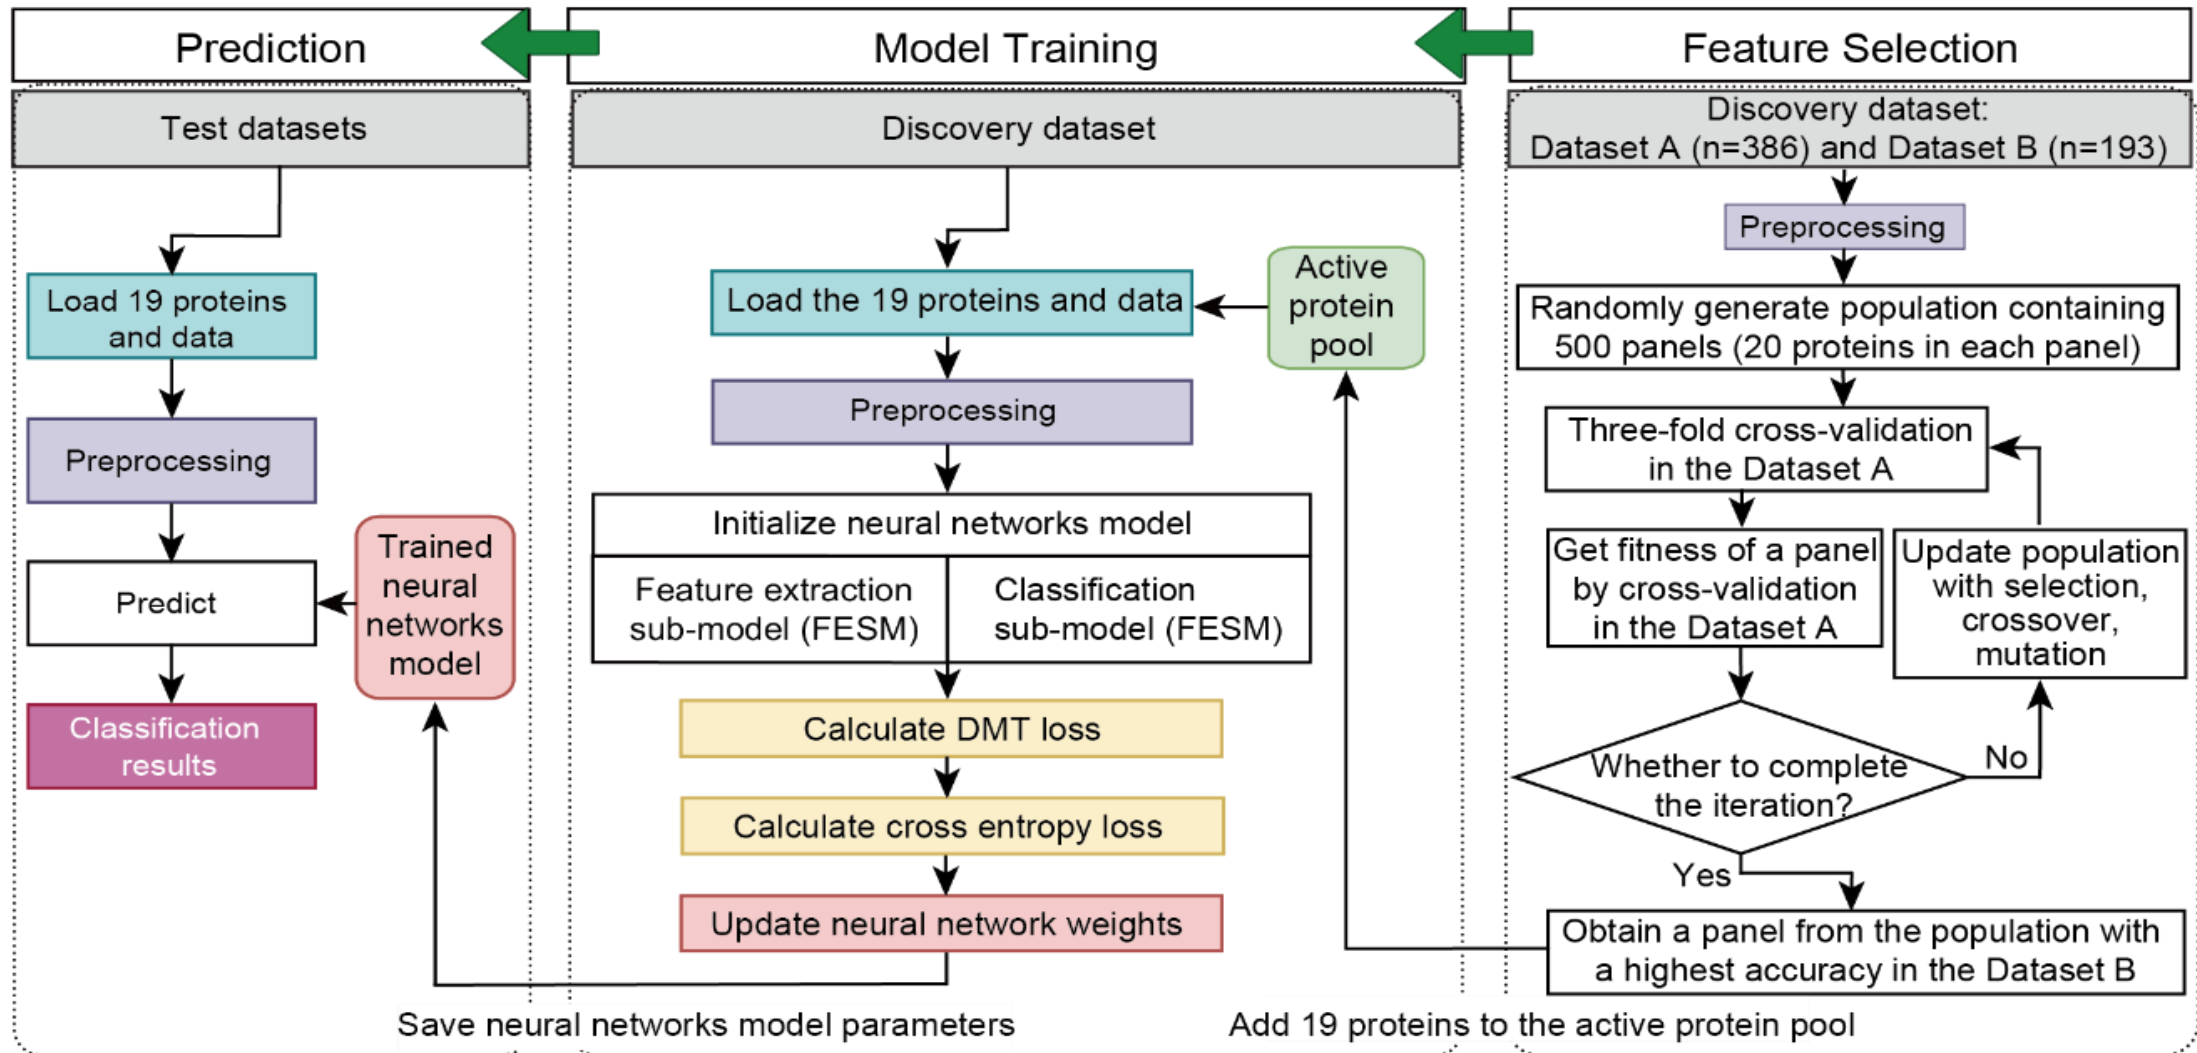 Prediction
Model Training
Feature Selection
Test datasets
Load 19 proteins
and data
Preprocessing
Predict
Classification
results
Trained
neural
networks
model
Discovery dataset
Load the 19 proteins and data
Active
protein
pool
Preprocessing
Initialize neural networks model
Feature extraction
sub-model (FESM)
Classification
sub-model (FESM)
Calculate DMT loss
Calculate cross entropy loss
Update neural network weights
Save neural networks model parameters
Discovery dataset:
Dataset A (n=386) and Dataset B (n=193)
Preprocessing
Randomly generate population containing
500 panels (20 proteins in each panel)
Three-fold cross-validation
in the Dataset A
Get fitness of a panel
by cross-validation
in the Dataset A
Update population
with selection,
crossover,
mutation
Whether to complete
the iteration?
No
Yes
Obtain a panel from the population with
a highest accuracy in the Dataset B
Add 19 proteins to the active protein pool